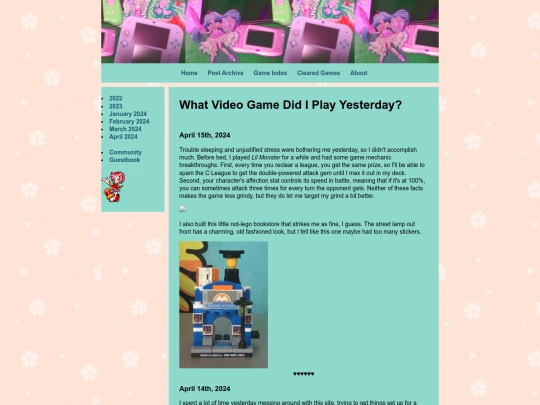 Home Post Archive Game Index Cleared Games About
2022
2023
January 2024
February 2024
March 2024
April 2024
Community
Guestbook
What Video Game Did I Play Yesterday?
April 15th, 2024
Trouble sleeping and unjustified stress were bothering me yesterday, so I didn't accomplish
much. Before bed, I played Lil Monster for a while and had some game mechanic
breakthroughs. First, every time you reclear a league, you get the same prize, so I'll be able to
spam the C League to get the double-powered attack gem until I max it out in my deck.
Second, your character's affection stat controls its speed in battle, meaning that if it's at 100%,
you can sometimes attack three times for every turn the opponent gets. Neither of these facts
makes the game less grindy, but they do let me target my grind a bit better.
I also built this little not-lego bookstore that strikes me as fine, I guess. The street lamp out
front has a charming, old fashioned look, but I felt like this one maybe had too many stickers.
♥♥♥♥♥♥
April 14th, 2024
I spent a lot of time yesterday messing around with this site, trying to get things set up for a